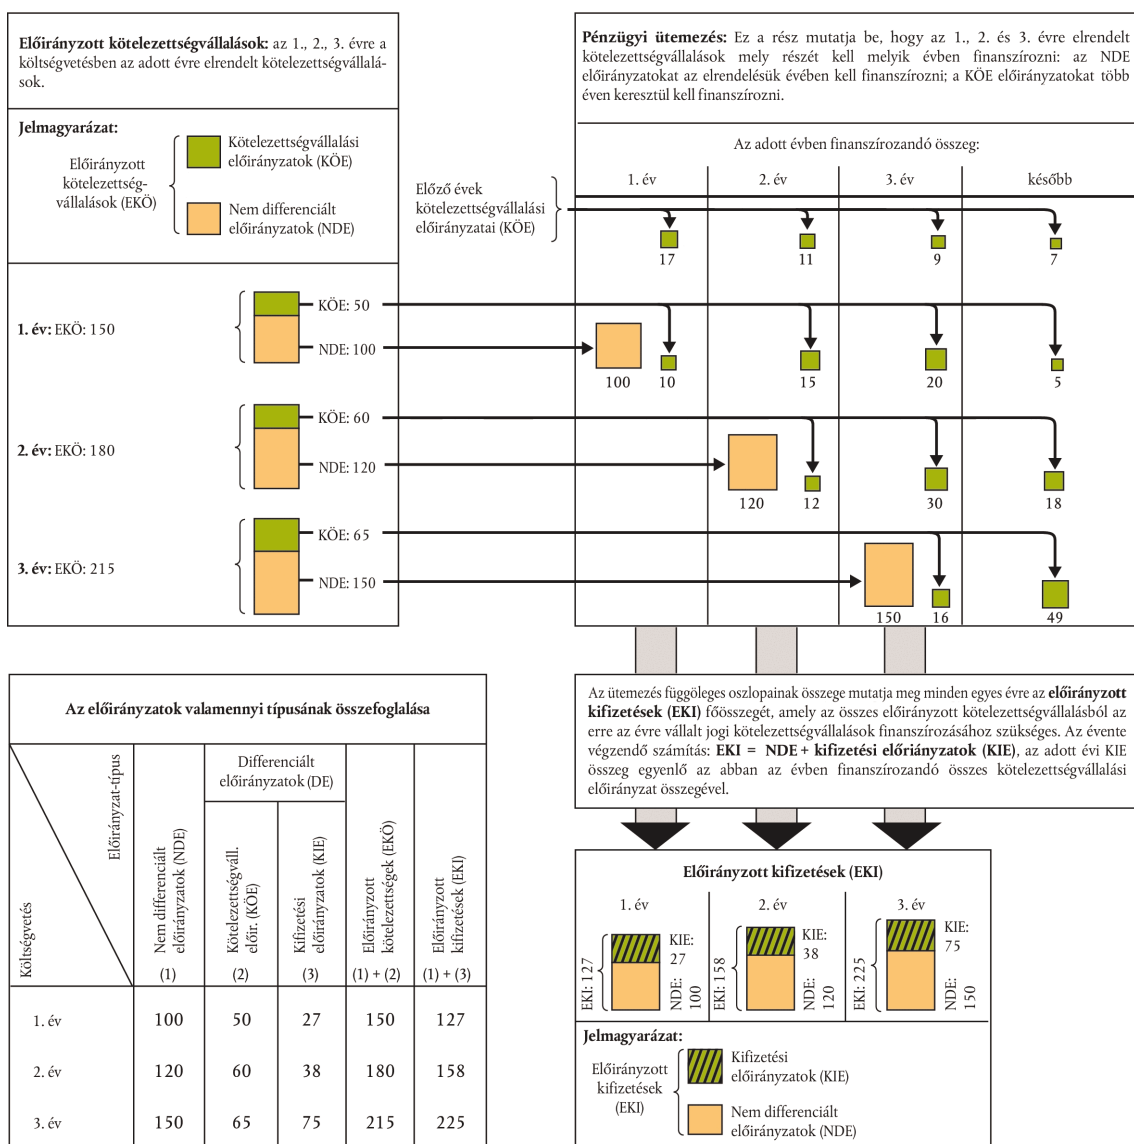 Előirányzott kötelezettségvállalások: az 1., 2., 3. évre a
költségvetésben az adott évre elrendelt kötelezettségvállalá-
sok.
Jelmagyarázat:
Előirányzott
kötelezettség-
vállalások (EKÖ)
Kötelezettségvállalási
előirányzatok (KÖE)
Nem differenciált
előirányzatok (NDE)
Pénzügyi ütemezés: Ez a rész mutatja be, hogy az 1., 2. és 3. évre elrendelt
kötelezettségvállalások mely részét kell melyik évben finanszírozni: az NDE
előirányzatokat az elrendelésük évében kell finanszírozni; a KÖE előirányzatokat több
éven keresztül kell finanszírozni.
Az adott évben finanszírozandó összeg:
1. év 2. év 3. év később
Előző évek
kötelezettségvállalási
előirányzatai (KÖE)
17 11 9 7
1. év: EKÖ: 150
KÖE: 50
NDE: 100
100 10 15 20 5
2. év: EKÖ: 180
KÖE: 60
NDE: 120
120 12 30 18
3. év: EKÖ: 215
KÖE: 65
NDE: 150
150 16 49
Az ütemezés függöleges oszlopainak összege mutatja meg minden egyes évre az előirányzott
kifizetések (EKI) főösszegét, amely az összes előirányzott kötelezettségvállalásból az
erre az évre vállalt jogi kötelezettségvállalások finanszírozásához szükséges. Az évente
végzendő számítás: EKI = NDE + kifizetési előriányzatok (KIE), az adott évi KIE
összeg egyenlő az abban az évben finanszírozandó összes kötelezettségvállalási
előirányzat összegével.
Az előirányzatok valamennyi típusának összefoglalása
Költségvetés
Előirányzat-típus
Nem differenciált
előirányzatok (NDE)
(1)
Differenciált
előirányzatok (DE)
Kötelezettségváll.
előir. (KÖE)
(2)
Kifizetési
előirányzatok (KIE)
(3)
Előirányzott
kötelezettségek (EKÖ)
(1) + (2)
Előirányzott
kifizetések (EKI)
(1) + (3)
1. év 100 50 27 150 127
2. év 120 60 38 180 158
3. év 150 65 75 215 225
Előirányzott kifizetések (EKI)
1. év 2. év 3. év
EKI: 127
KIE:
27
NDE:
100
EKI: 158
KIE:
38
NDE:
120
EKI: 225
KIE:
75
NDE:
150
Jelmagyarázat:
Előirányzott
kifizetések
(EKI)
Kifizetési
előirányzatok (KIE)
Nem differenciált
előirányzatok (NDE)